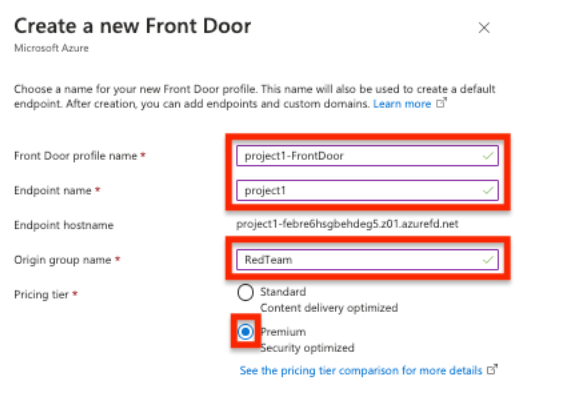 Create a new Front Door
Microsoft Azure
Choose a name for your new Front Door profile. This name will also be used to create a default
endpoint. After creation, you can add endpoints and custom domains. Learn more
Front Door profile name *
project1-FrontDoor
Endpoint name *
project1
Endpoint hostname
project1-febre6hsgbehdeg5.z01.azurefd.net
Origin group name *
RedTeam
Pricing tier *
Standard
Content delivery optimized
Premium
Security optimized
See the pricing tier comparison for more details